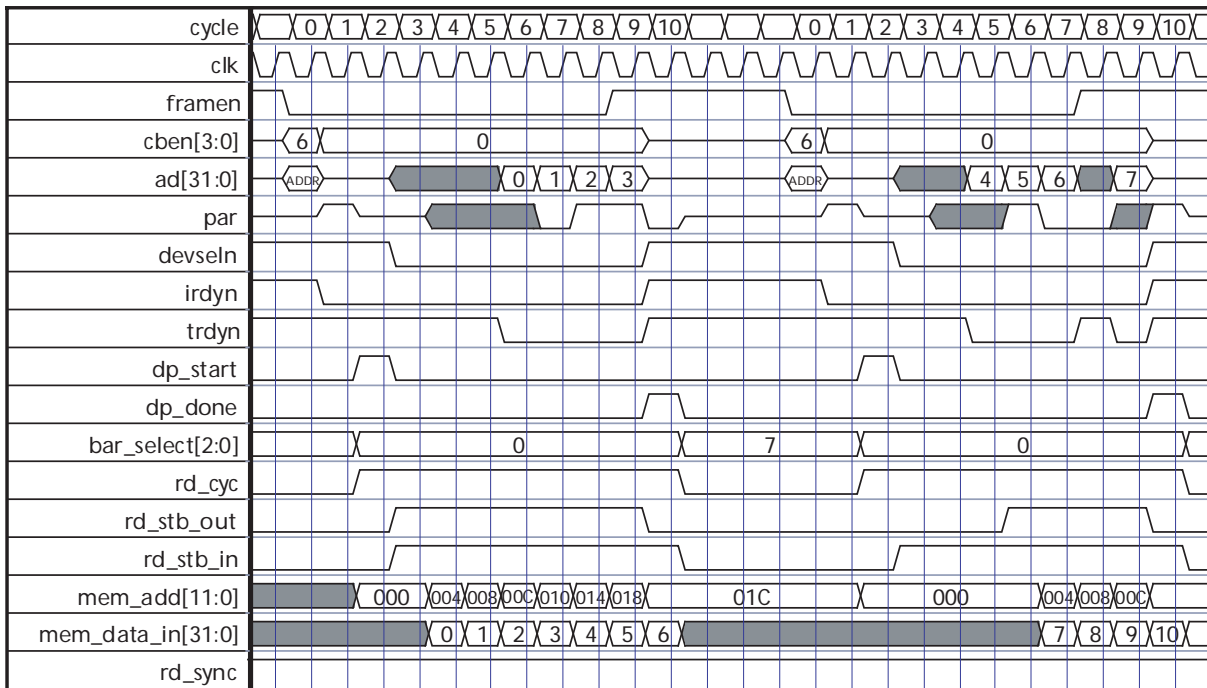 cycle 0 1 2 3 4 5 6 7 8 9 10 0 1 2 3 4 5 6 7 8 9 10
clk
framen
cben[3:0] 6 0 6 0
ad[31:0] ADDR 0 1 2 3 ADDR 4 5 6 7
par
devseln
irdyn
trdyn
dp_start
dp_done
bar_select[2:0] 0 7 0
rd_cyc
rd_stb_out
rd_stb_in
mem_add[11:0] 000 004 008 00C 010 014 018 01C 000 004 008 00C
mem_data_in[31:0] 0 1 2 3 4 5 6 7 8 9 10
rd_sync